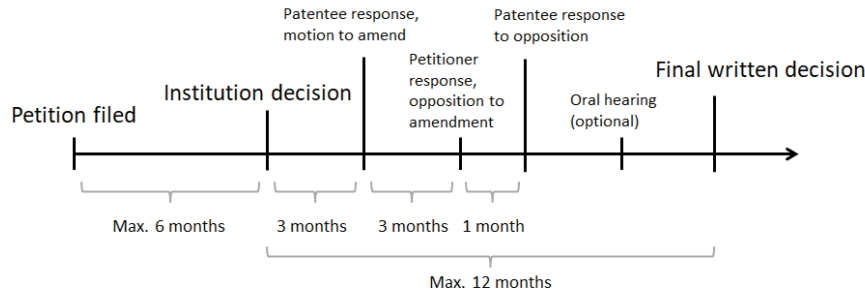 Patentee response,
motion to amend
Patentee response
to opposition
Petitioner
response,
opposition to
amendment
Final written decision
Institution decision
Oral hearing
(optional)
Petition filed
Max. 6 months
3 months
3 months
1 month
Max. 12 months